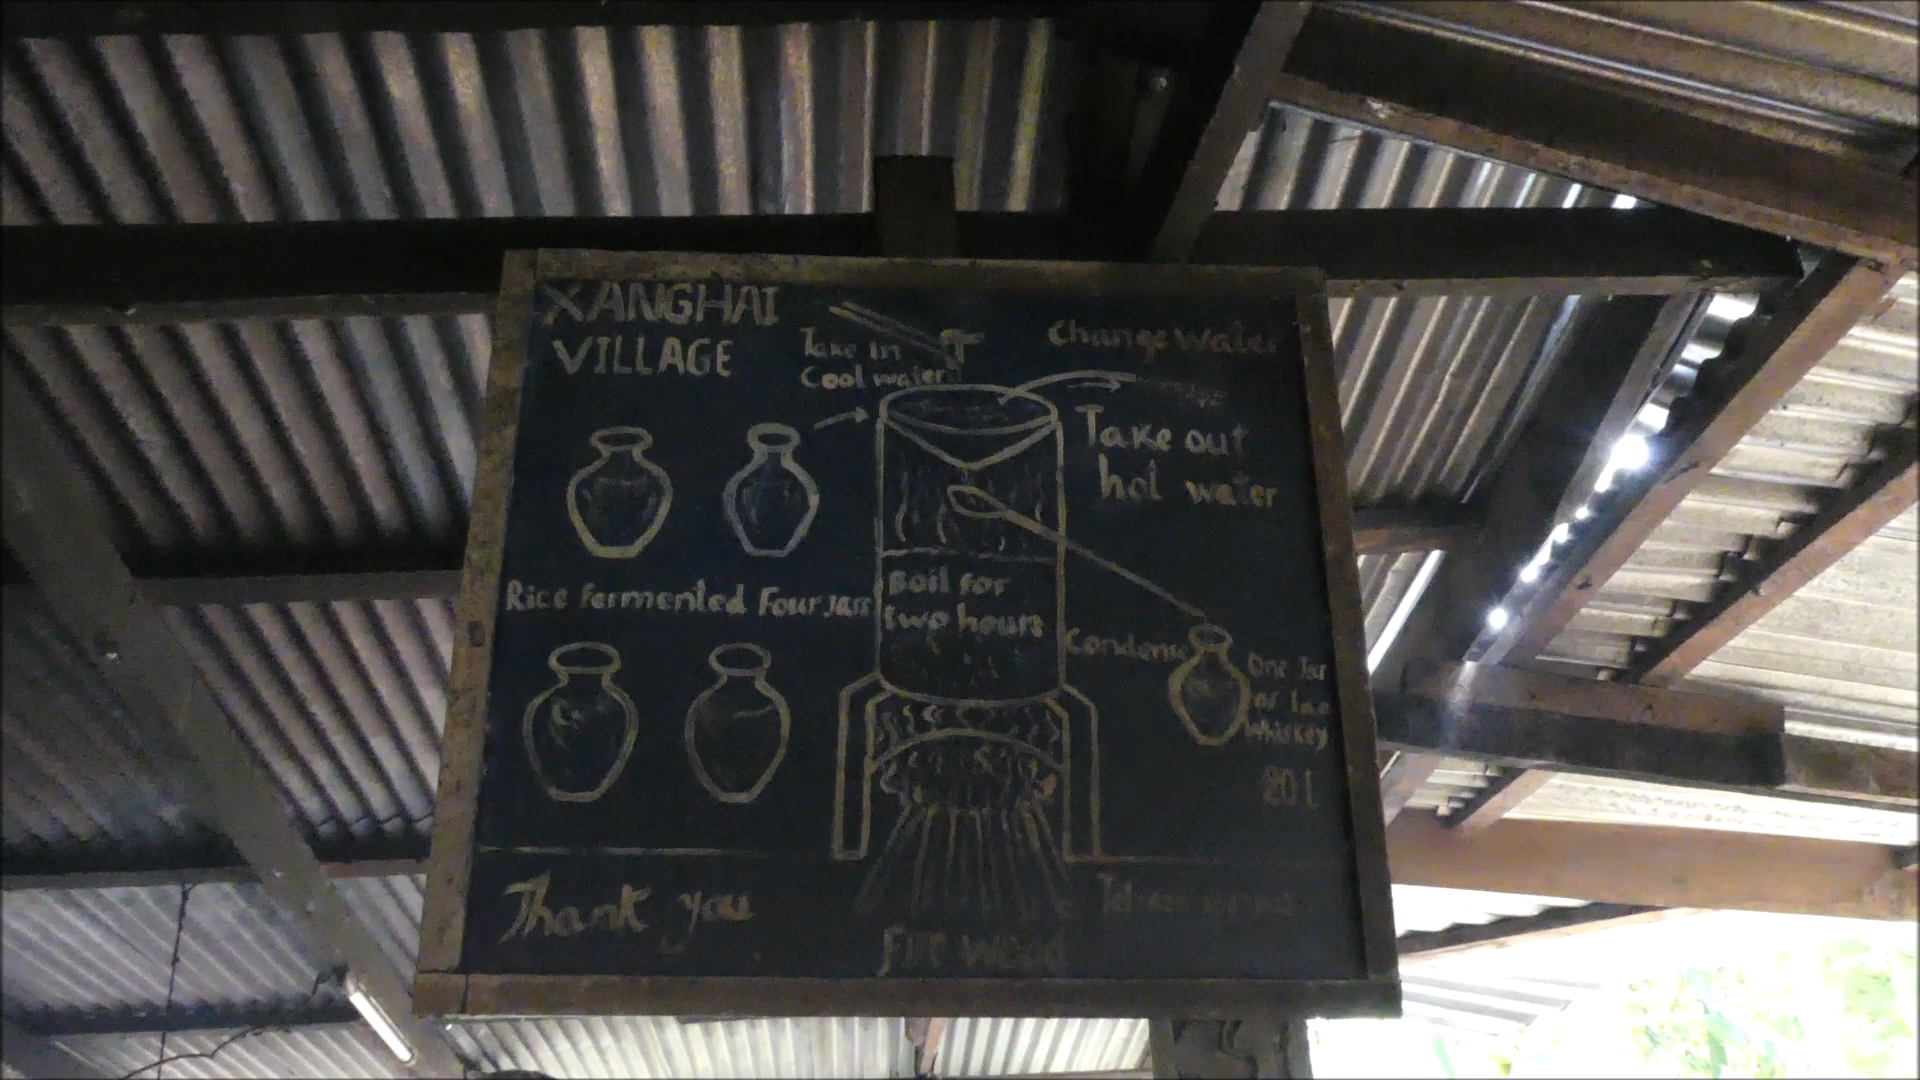 XANGHAI
VILLAGE
Take in
Cool water
Change Water
Take out
hot water
Rice fermented Four Jars
Boil for
two hours
Condense
One Jar
of Lao
Whiskey
20 L
Thank you
Fire Wood